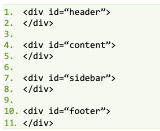 1. <div id=“header”>
2. </div>
3.
4. <div id=“content”>
5. </div>
6.
7. <div id=“sidebar”>
8. </div>
9.
10. <div id=“footer”>
11. </div>